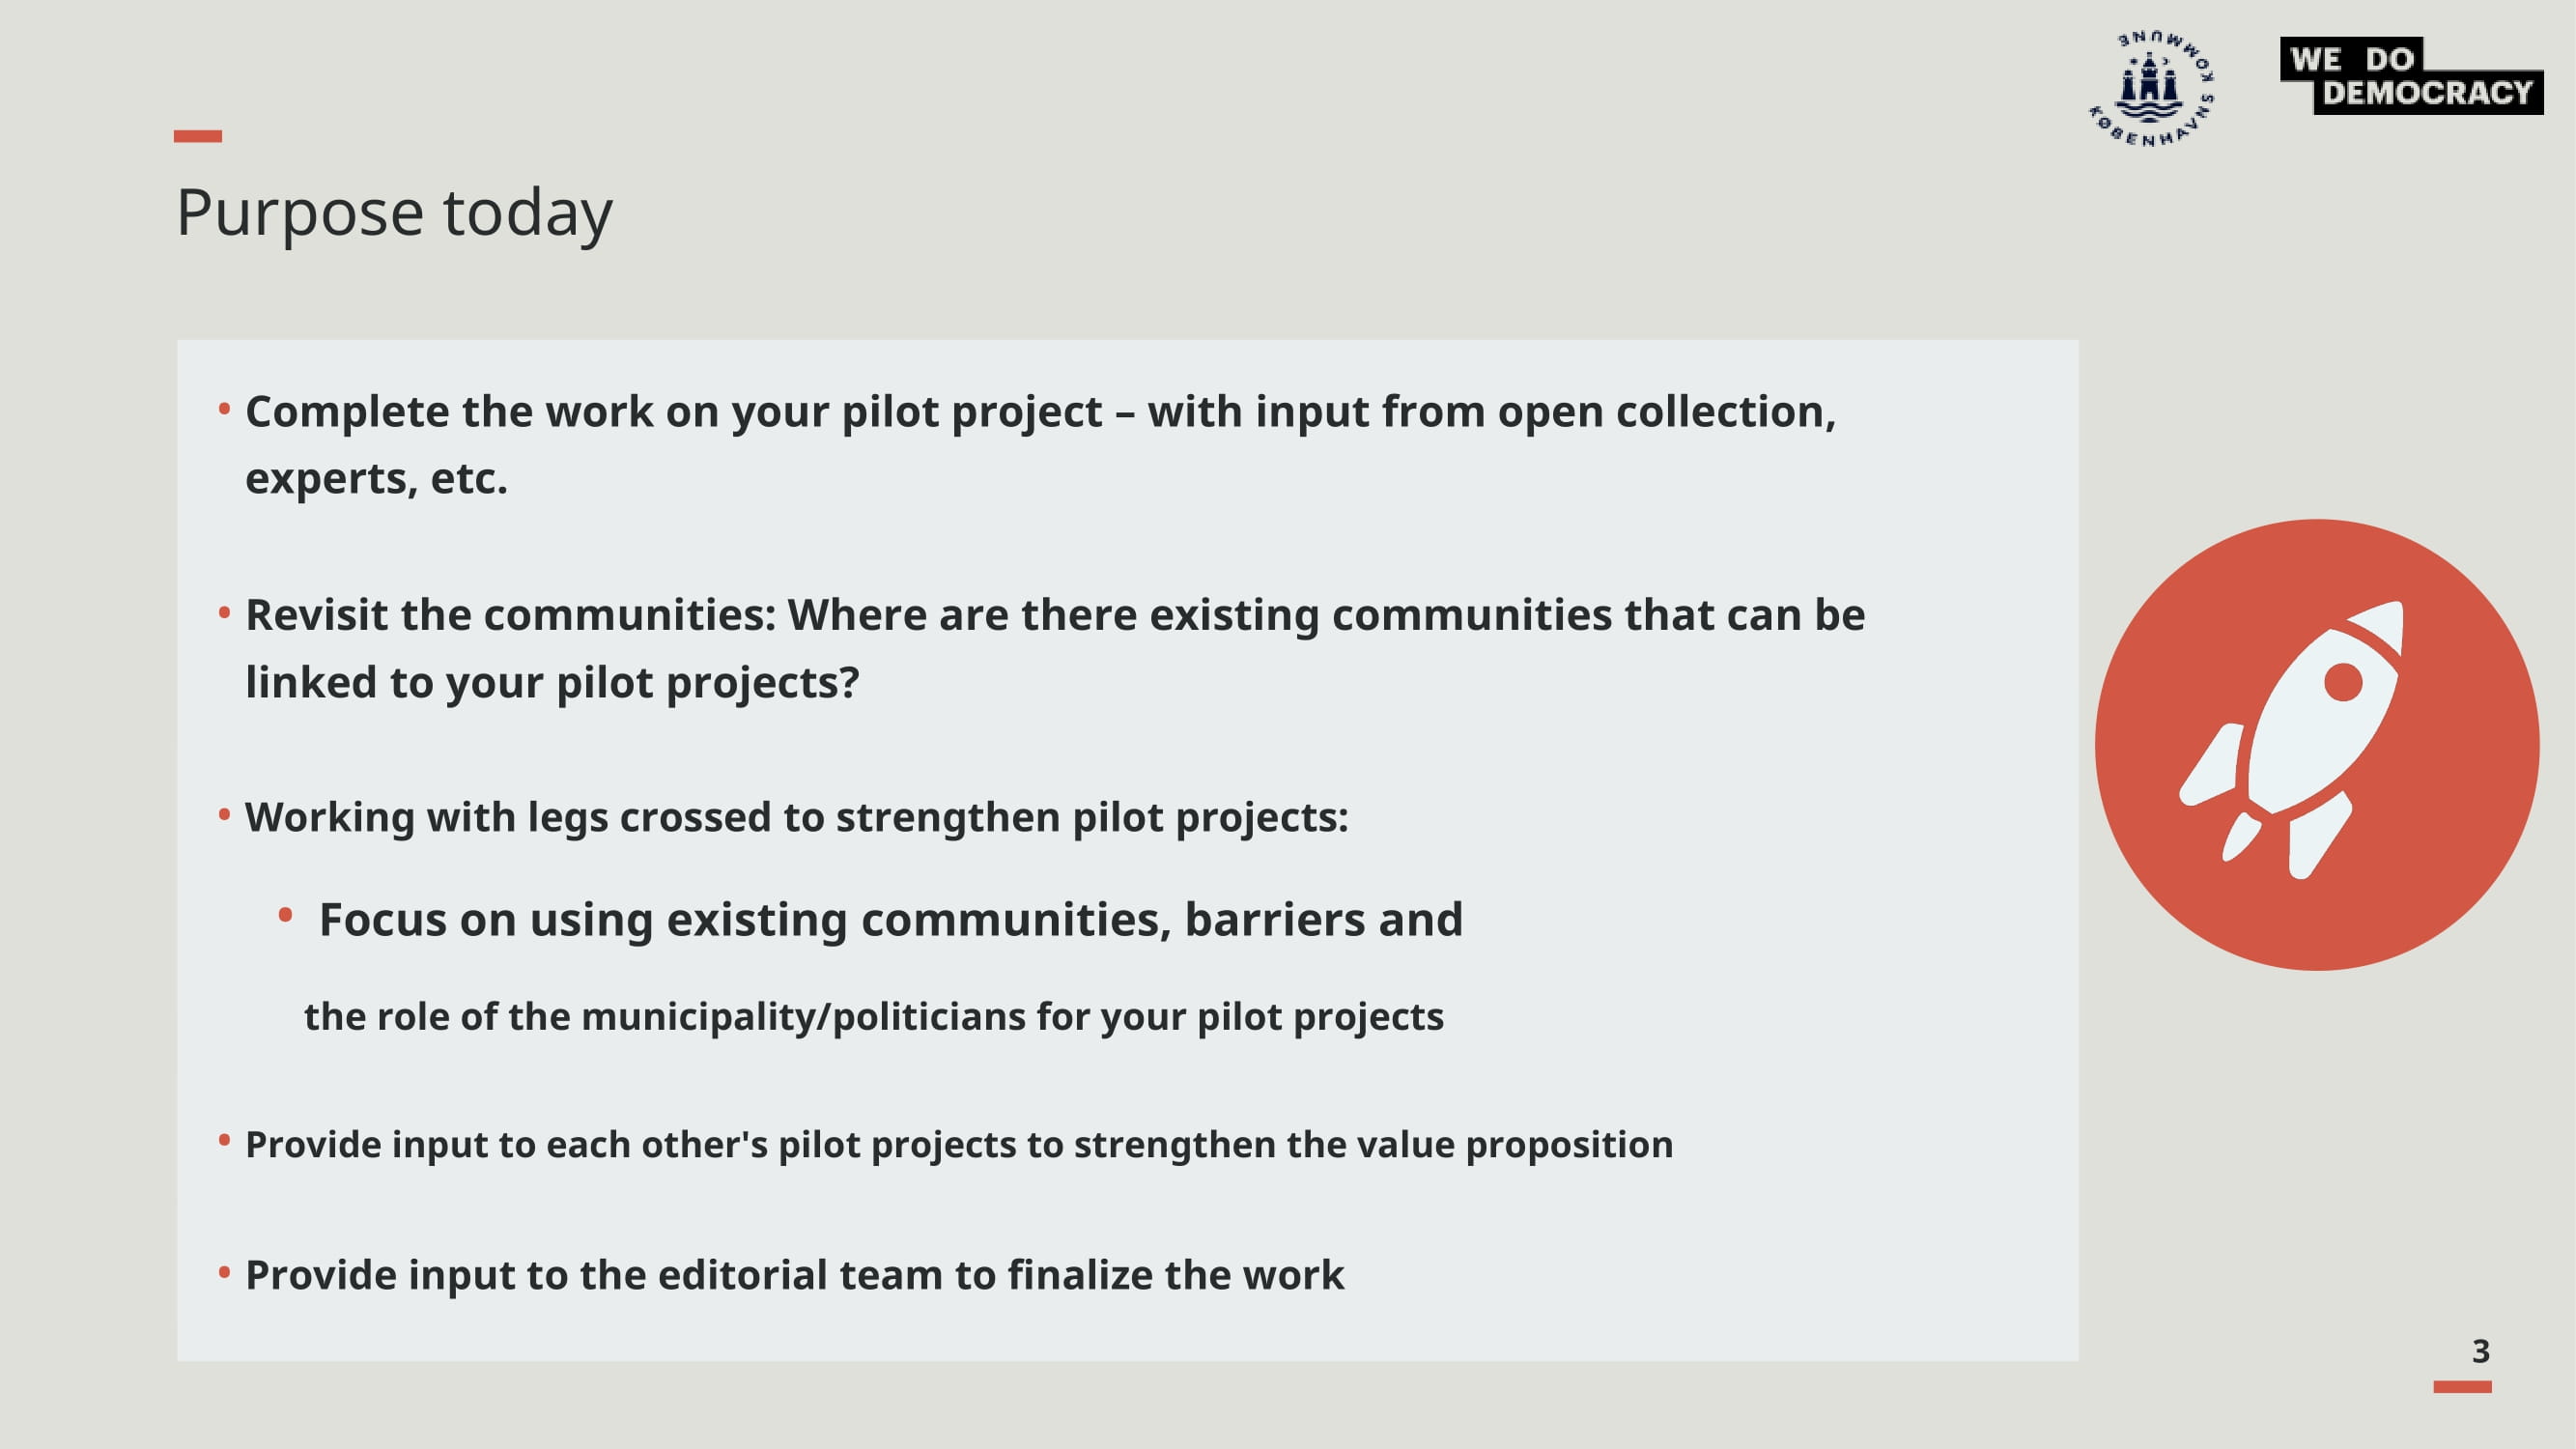 KØBENHAVNS KOMMUNE
WE DO
DEMOCRACY
Purpose today
• Complete the work on your pilot project – with input from open collection,
experts, etc.
• Revisit the communities: Where are there existing communities that can be
linked to your pilot projects?
• Working with legs crossed to strengthen pilot projects:
• Focus on using existing communities, barriers and
the role of the municipality/politicians for your pilot projects
• Provide input to each other's pilot projects to strengthen the value proposition
• Provide input to the editorial team to finalize the work
3